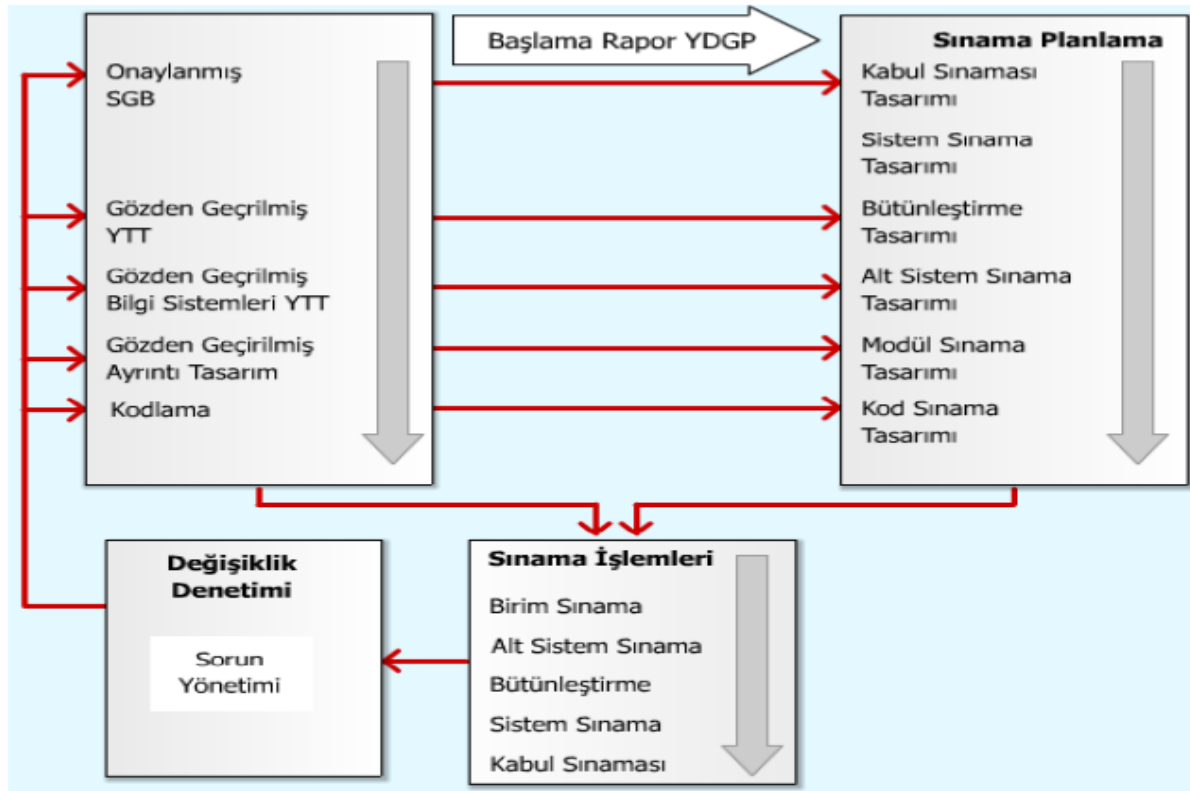 Başlama Rapor YDGP
Onaylanmış
SGB
Gözden Geçrilmiş
YTT
Gözden Geçrilmiş
Bilgi Sistemleri YTT
Gözden Geçirilmiş
Ayrıntı Tasarım
Kodlama
Sınama Planlama
Kabul Sınaması
Tasarımı
Sistem Sınama
Tasarımı
Bütünleştirme
Tasarımı
Alt Sistem Sınama
Tasarımı
Modül Sınama
Tasarımı
Kod Sınama
Tasarımı
Değişiklik
Denetimi
Sorun
Yönetimi
Sınama İşlemleri
Birim Sınama
Alt Sistem Sınama
Bütünleştirme
Sistem Sınama
Kabul Sınaması